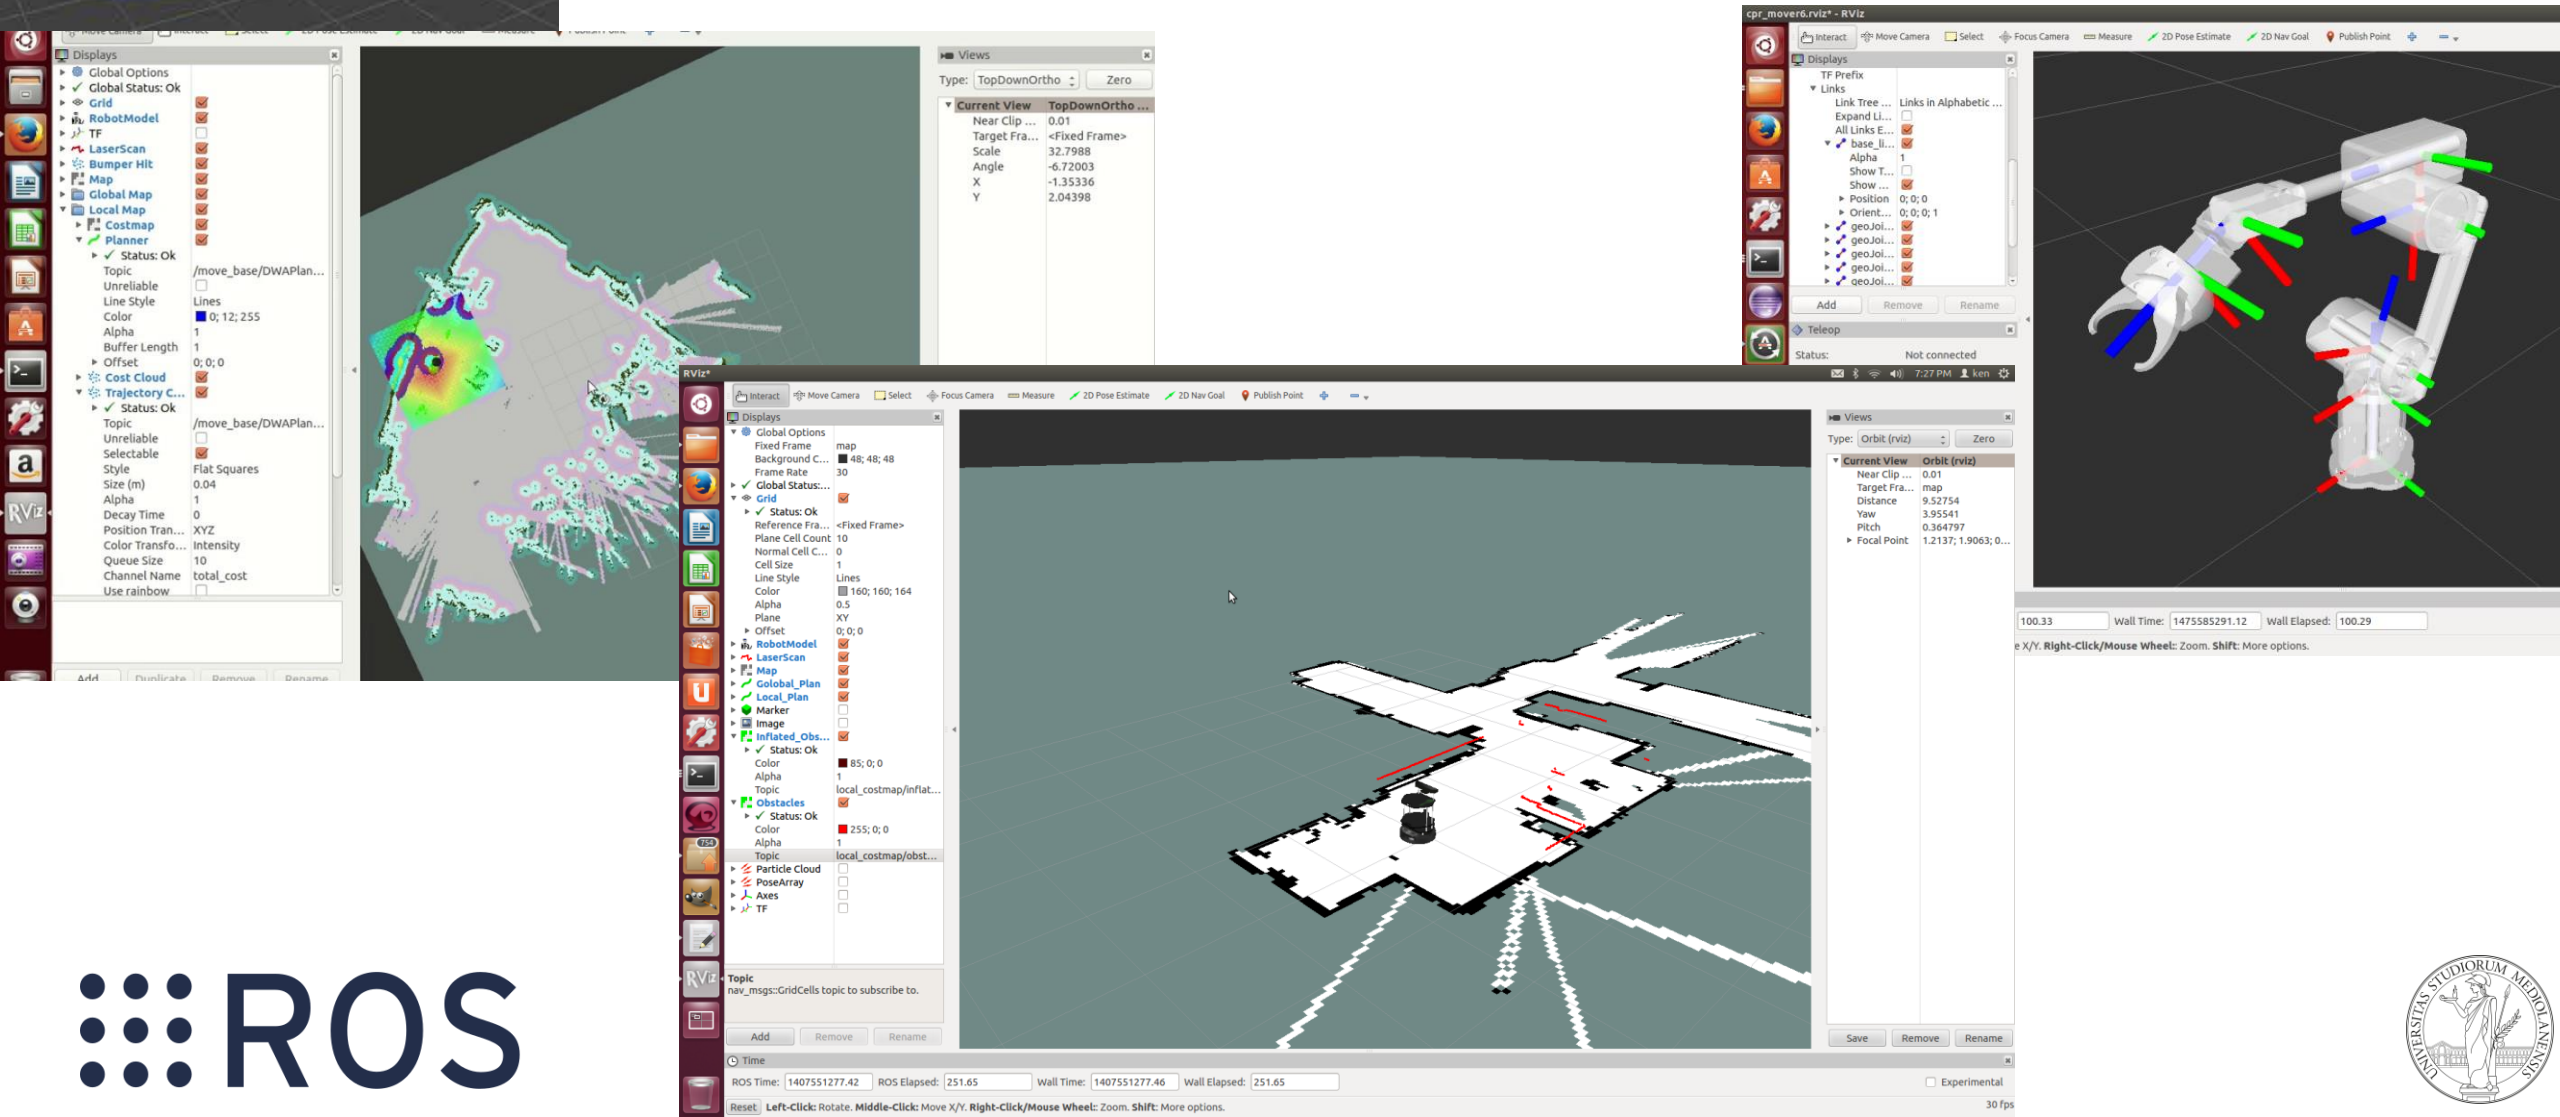 Displays
Global Options
Global Status: Ok
Grid
RobotModel
TF
LaserScan
Bumper Hit
Map
Global Map
Local Map
Costmap
Planner
Status: Ok
Topic /move_base/DWAPlan...
Unreliable
Line Style Lines
Color 0; 12; 255
Alpha 1
Buffer Length 1
Offset 0; 0; 0
Cost Cloud
Trajectory C...
Status: Ok
Topic /move_base/DWAPlan...
Unreliable
Selectable
Style Flat Squares
Size (m) 0.04
Alpha 1
Decay Time 0
Position Tran... XYZ
Color Transfo... Intensity
Queue Size 10
Channel Name total_cost
Use rainbow
Add Duplicate Remove Rename
RViz
Views
Type: TopDownOrtho Zero
Current View TopDownOrtho ...
Near Clip ... 0.01
Target Fra... <Fixed Frame>
Scale 32.7988
Angle -6.72003
X -1.35336
Y 2.04398
cpr_mover6.rviz* - RViz
Interact Move Camera Select Focus Camera Measure 2D Pose Estimate 2D Nav Goal Publish Point
Displays
TF Prefix
Links
Link Tree ... Links in Alphabetic ...
Expand Li...
All Links E...
base_li...
Alpha 1
Show T...
Show ...
Position 0; 0; 0
Orient... 0; 0; 0; 1
geoJoi...
geoJoi...
geoJoi...
geoJoi...
geoJoi...
Add Remove Rename
Teleop
Status: Not connected
100.33 Wall Time: 1475585291.12 Wall Elapsed: 100.29
e X/Y. Right-Click/Mouse Wheel:: Zoom. Shift: More options.
RViz*
7:27 PM ken
Interact Move Camera Select Focus Camera Measure 2D Pose Estimate 2D Nav Goal Publish Point
Displays
Global Options
Fixed Frame map
Background C... 48; 48; 48
Frame Rate 30
Global Status:...
Grid
Status: Ok
Reference Fra... <Fixed Frame>
Plane Cell Count 10
Normal Cell C... 0
Cell Size 1
Line Style Lines
Color 160; 160; 164
Alpha 0.5
Plane XY
Offset 0; 0; 0
RobotModel
LaserScan
Map
Golobal_Plan
Local_Plan
Marker
Image
Inflated_Obs...
Status: Ok
Color 85; 0; 0
Alpha 1
Topic local_costmap/inflat...
Obstacles
Status: Ok
Color 255; 0; 0
Alpha 1
Topic local_costmap/obst...
Particle Cloud
PoseArray
Axes
TF
754
RViz
Topic
nav_msgs::GridCells topic to subscribe to.
Add Remove Rename
Views
Type: Orbit (rviz) Zero
Current View Orbit (rviz)
Near Clip ... 0.01
Target Fra... map
Distance 9.52754
Yaw 3.95541
Pitch 0.364797
Focal Point 1.2137; 1.9063; 0...
Save Remove Rename
Time
ROS Time: 1407551277.42 ROS Elapsed: 251.65 Wall Time: 1407551277.46 Wall Elapsed: 251.65 Experimental
Reset Left-Click: Rotate. Middle-Click: Move X/Y. Right-Click/Mouse Wheel:: Zoom. Shift: More options. 30 fps
ROS
UNIVERSITAS STUDIORUM MEDIOLANENSIS